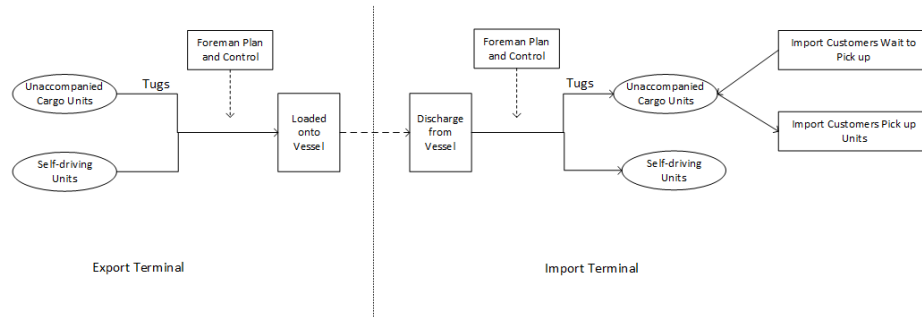 Foreman Plan
and Control
Unaccompanied
Cargo Units
Tugs
Loaded
onto
Vessel
Self-driving
Units
Export Terminal
Foreman Plan
and Control
Discharge
from
Vessel
Tugs
Unaccompanied
Cargo Units
Self-driving
Units
Import Customers Wait to
Pick up
Import Customers Pick up
Units
Import Terminal